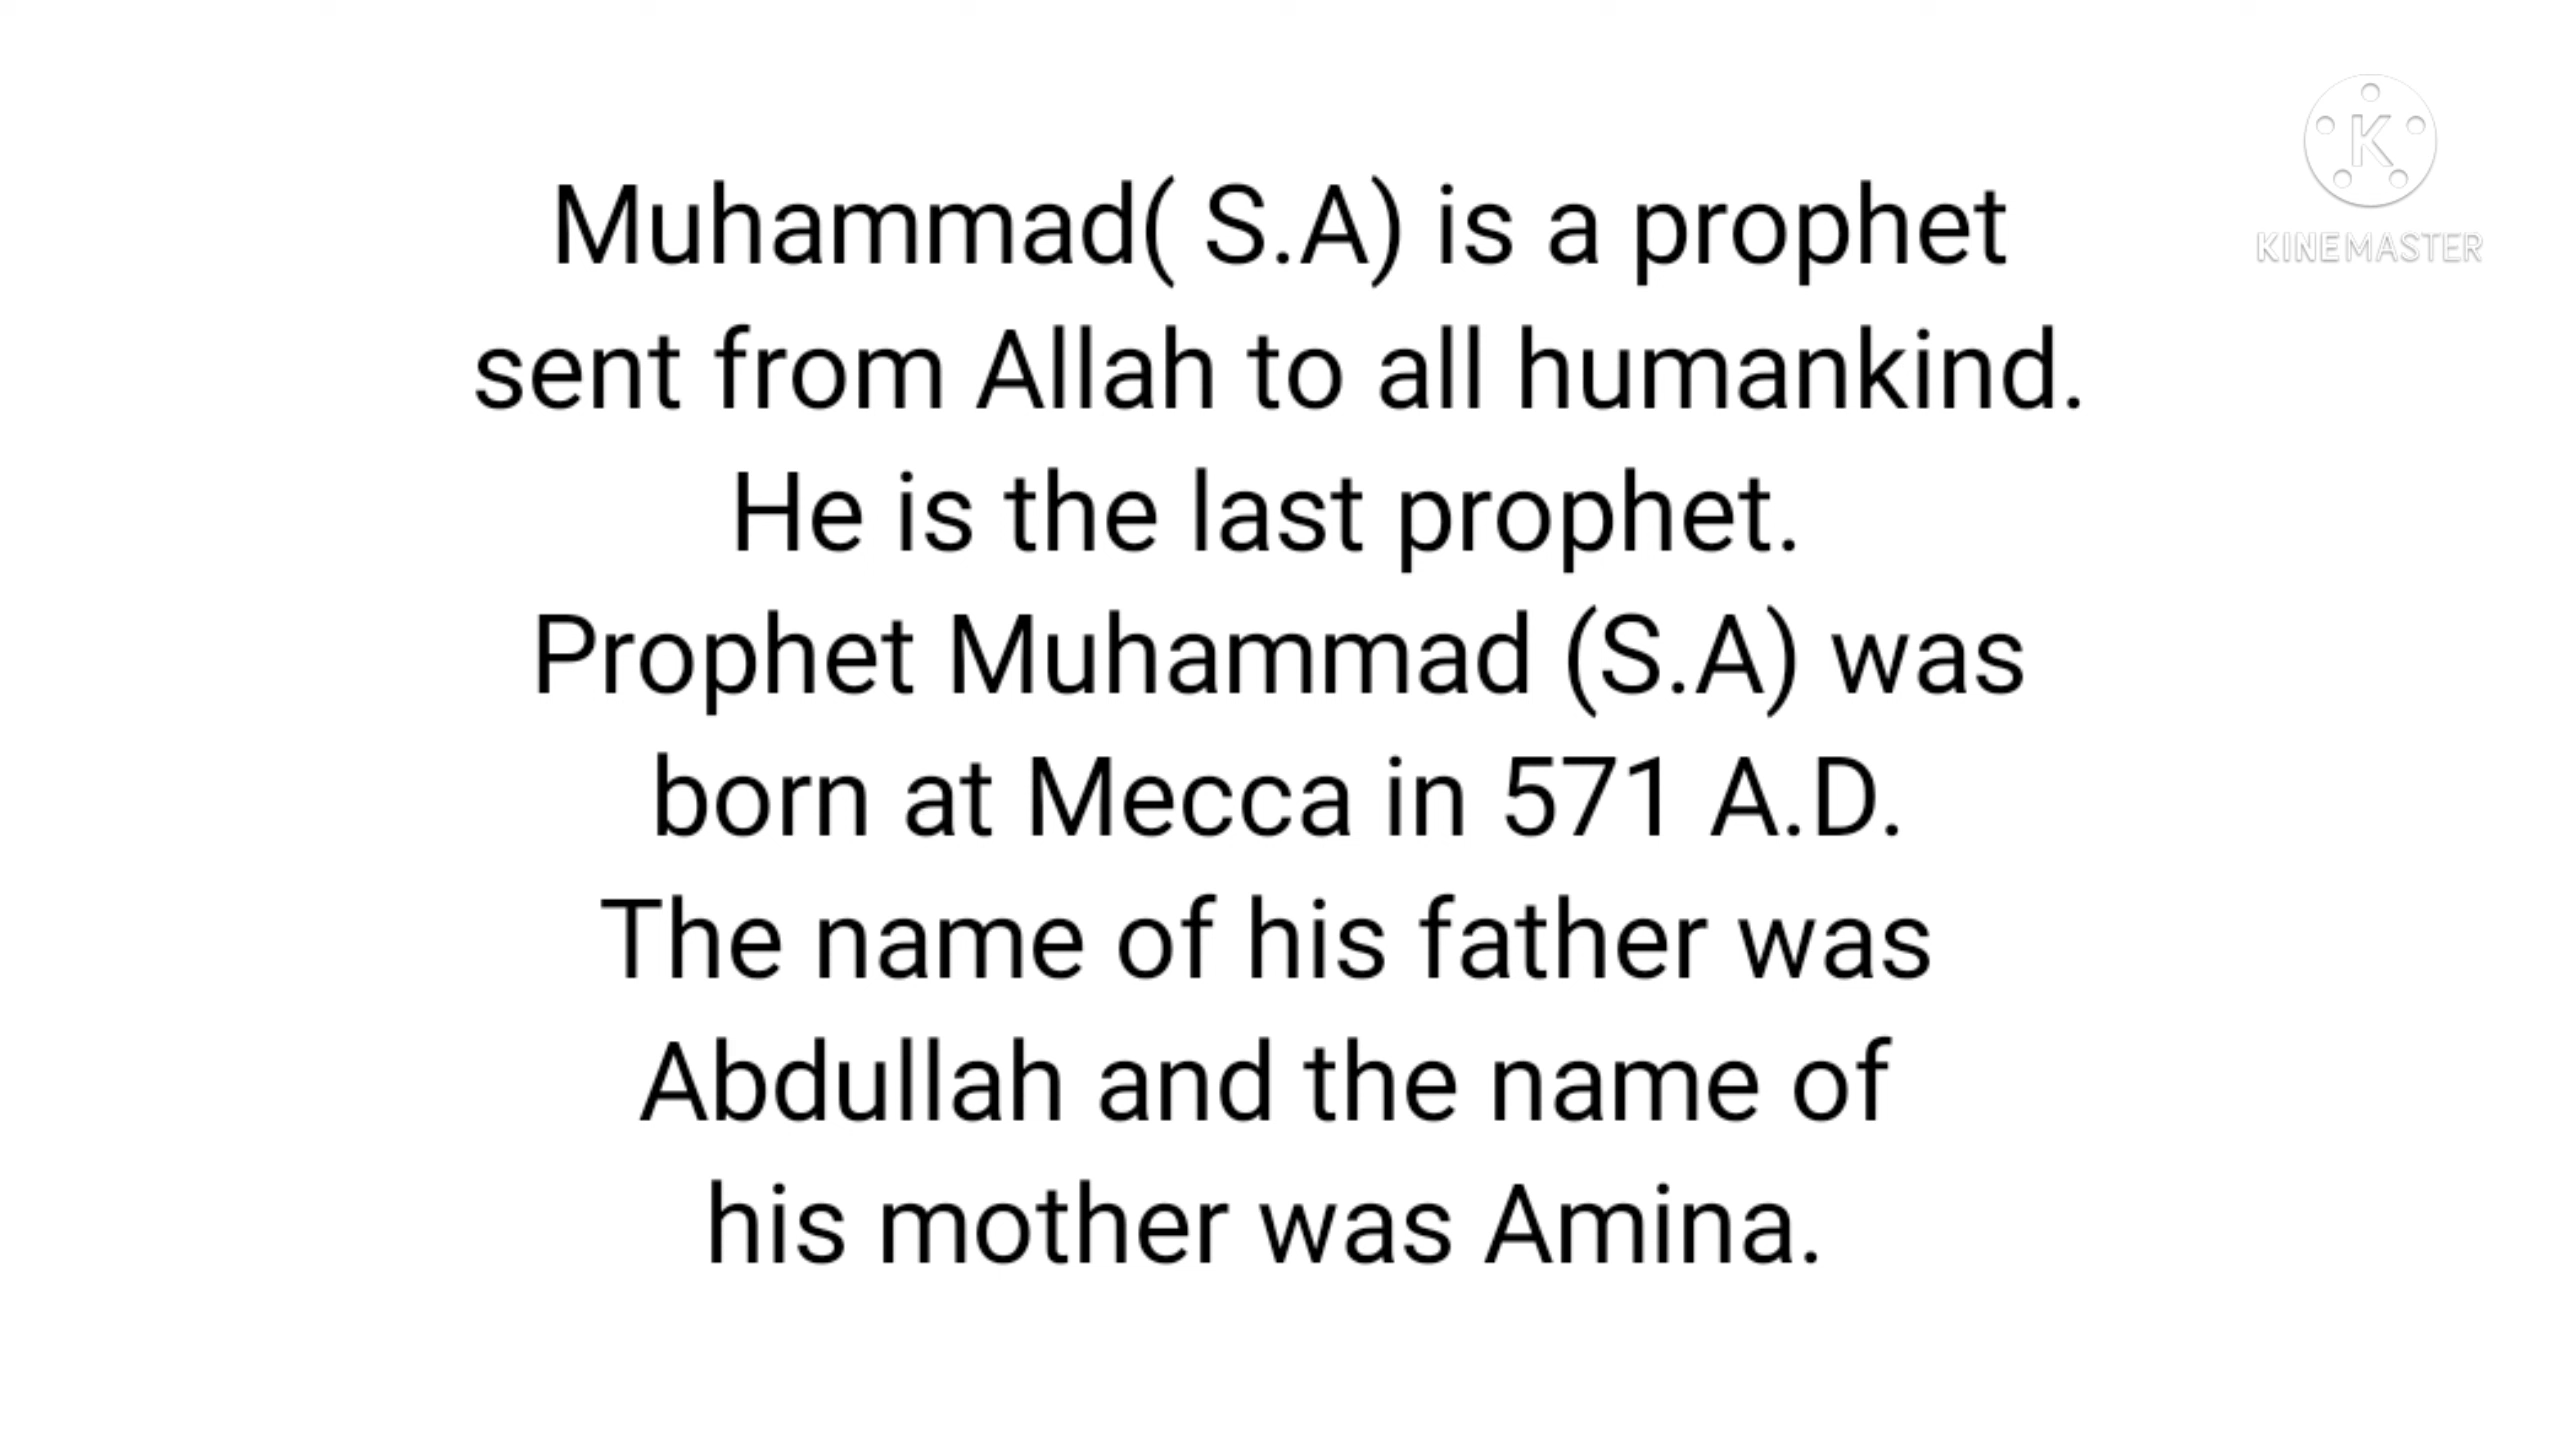 Muhammad( S.A) is a prophet
sent from Allah to all humankind.
He is the last prophet.
Prophet Muhammad (S.A) was
born at Mecca in 571 A.D.
The name of his father was
Abdullah and the name of
his mother was Amina.
K
KINEMASTER